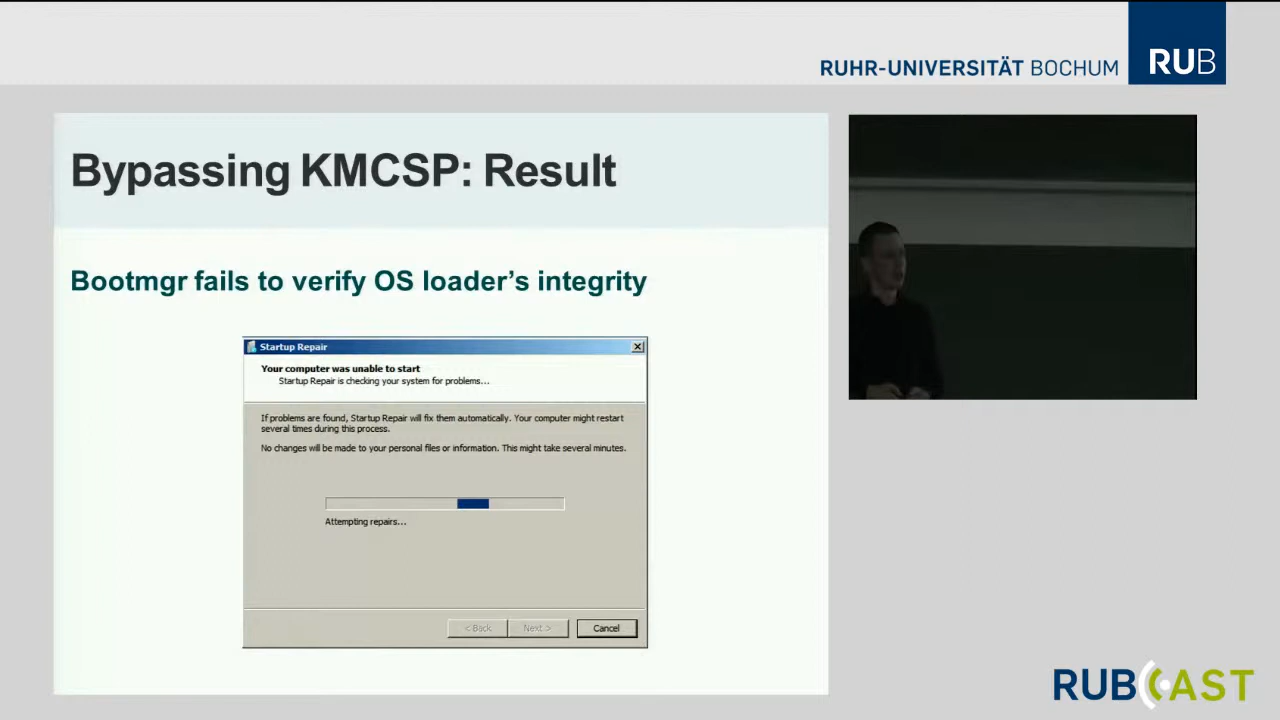 RUHR-UNIVERSITÄT BOCHUM
RUB
Bypassing KMCSP: Result
Bootmgr fails to verify OS loader's integrity
Startup Repair
Your computer was unable to start
Startup Repair is checking your system for problems...
If problems are found, Startup Repair will fix them automatically. Your computer might restart
several times during this process.
No changes will be made to your personal files or information. This might take several minutes.
Attempting repairs...
< Back
Next >
Cancel
RUBCAST